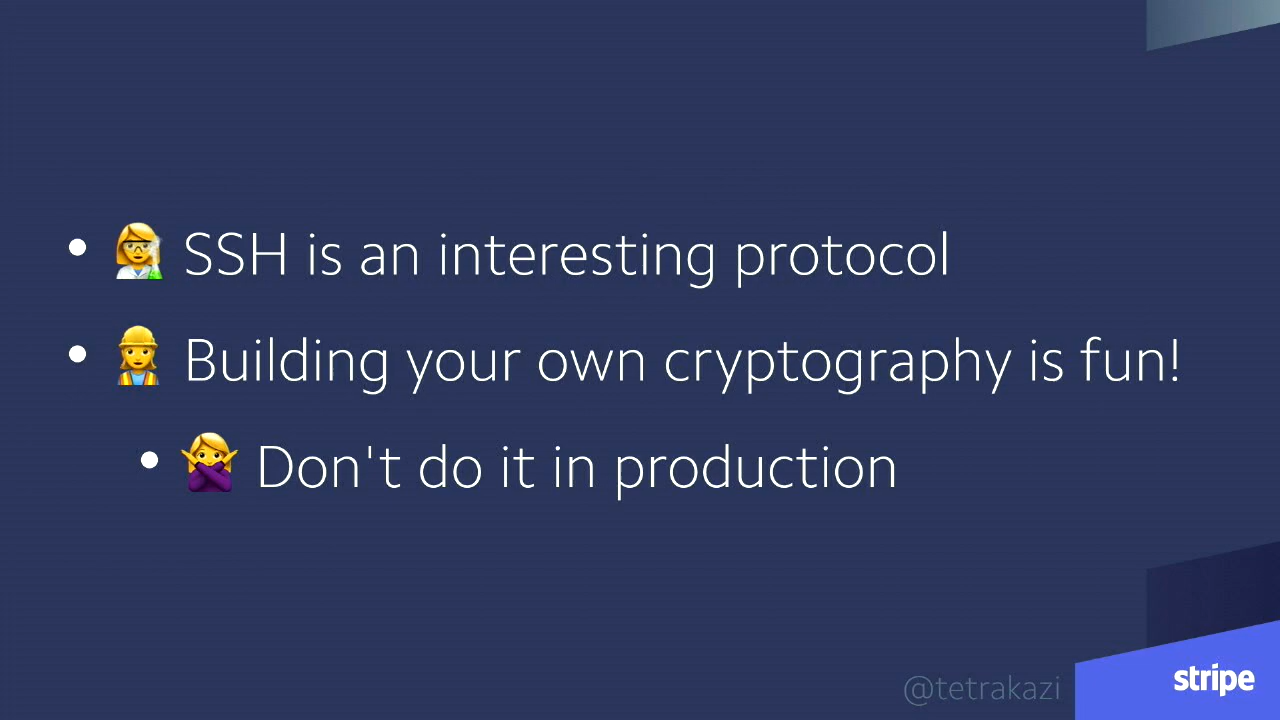 • 👩‍🔬 SSH is an interesting protocol
• 👷‍♀️ Building your own cryptography is fun!
• 🙅‍♀️ Don't do it in production
@tetrakazi
stripe